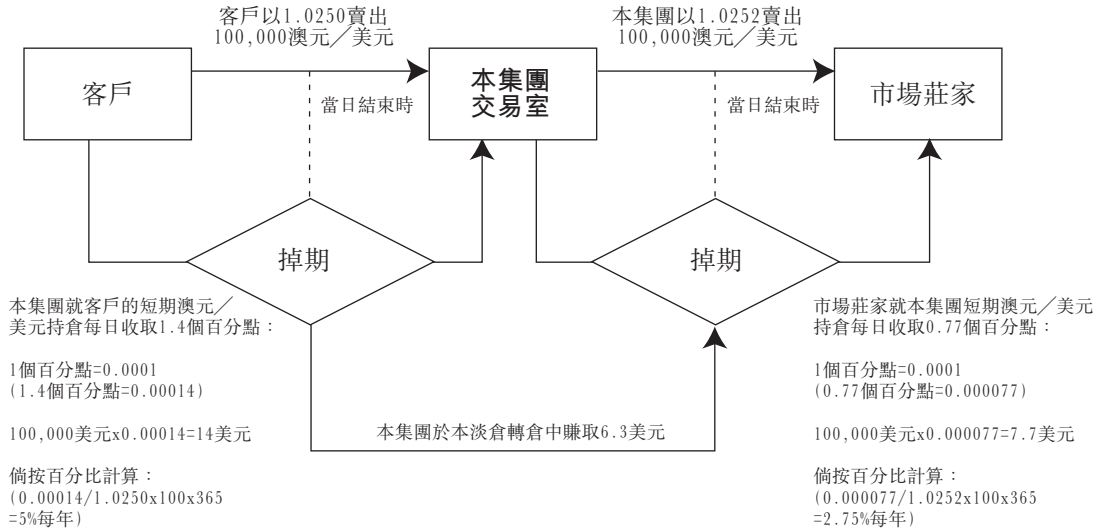 客戶以1.0250賣出
100,000澳元／美元
本集團以1.0252賣出
100,000澳元／美元
客戶
當日結束時
本集團
交易室
當日結束時
市場莊家
掉期
掉期
本集團就客戶的短期澳元／
美元持倉每日收取1.4個百分點：
1個百分點=0.0001
(1.4個百分點=0.00014)
100,000美元x0.00014=14美元
倘按百分比計算：
(0.00014/1.0250x100x365
=5%每年)
本集團於本淡倉轉倉中賺取6.3美元
市場莊家就本集團短期澳元／美元
持倉每日收取0.77個百分點：
1個百分點=0.0001
(0.77個百分點=0.000077)
100,000美元x0.000077=7.7美元
倘按百分比計算：
(0.000077/1.0252x100x365
=2.75%每年)